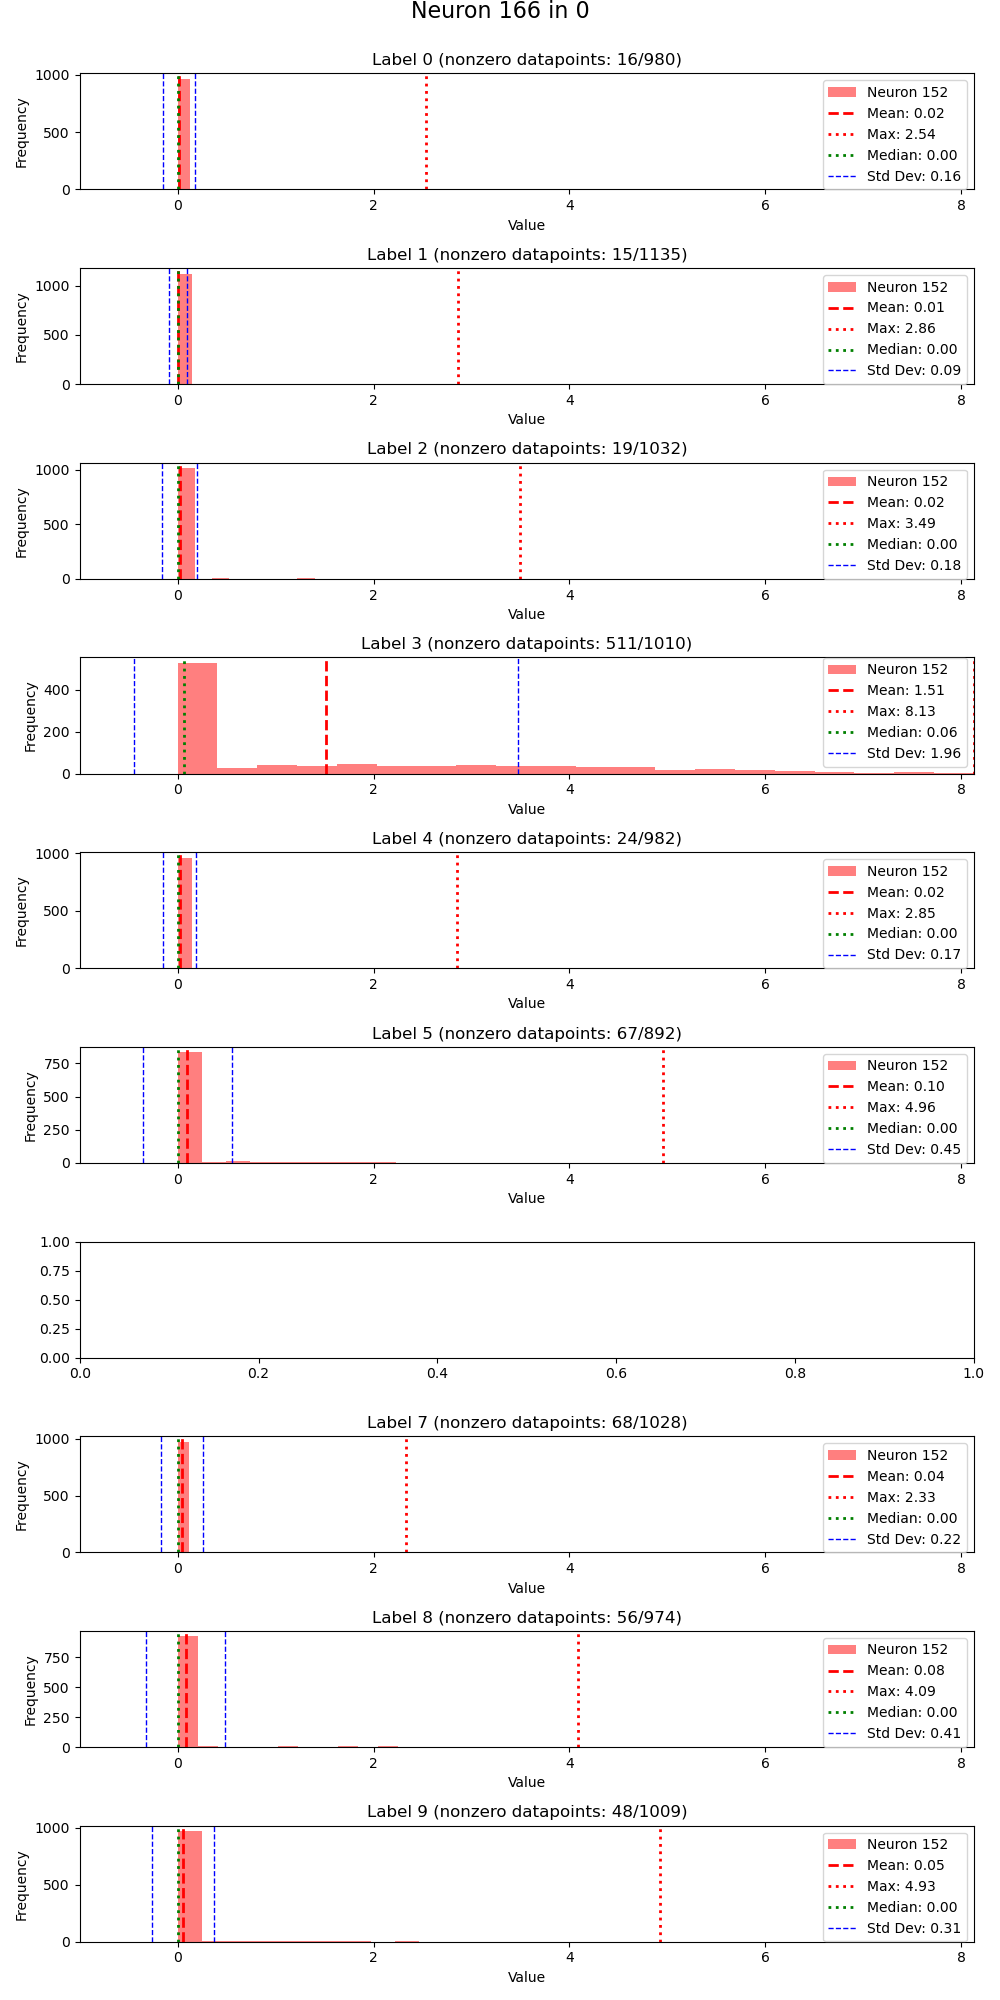 Neuron 166 in 0
Label 0 (nonzero datapoints: 16/980)
1000
500
0
Frequency
Neuron 152
Mean: 0.02
Max: 2.54
Median: 0.00
Std Dev: 0.16
0 2 4 6 8
Value
Label 1 (nonzero datapoints: 15/1135)
1000
500
0
Frequency
Neuron 152
Mean: 0.01
Max: 2.86
Median: 0.00
Std Dev: 0.09
0 2 4 6 8
Value
Label 2 (nonzero datapoints: 19/1032)
1000
500
0
Frequency
Neuron 152
Mean: 0.02
Max: 3.49
Median: 0.00
Std Dev: 0.18
0 2 4 6 8
Value
Label 3 (nonzero datapoints: 511/1010)
400
200
0
Frequency
Neuron 152
Mean: 1.51
Max: 8.13
Median: 0.06
Std Dev: 1.96
0 2 4 6 8
Value
Label 4 (nonzero datapoints: 24/982)
1000
500
0
Frequency
Neuron 152
Mean: 0.02
Max: 2.85
Median: 0.00
Std Dev: 0.17
0 2 4 6 8
Value
Label 5 (nonzero datapoints: 67/892)
750
500
250
0
Frequency
Neuron 152
Mean: 0.10
Max: 4.96
Median: 0.00
Std Dev: 0.45
0 2 4 6 8
Value
1.00
0.75
0.50
0.25
0.00
0.0 0.2 0.4 0.6 0.8 1.0
Label 7 (nonzero datapoints: 68/1028)
1000
500
0
Frequency
Neuron 152
Mean: 0.04
Max: 2.33
Median: 0.00
Std Dev: 0.22
0 2 4 6 8
Value
Label 8 (nonzero datapoints: 56/974)
750
500
250
0
Frequency
Neuron 152
Mean: 0.08
Max: 4.09
Median: 0.00
Std Dev: 0.41
0 2 4 6 8
Value
Label 9 (nonzero datapoints: 48/1009)
1000
500
0
Frequency
Neuron 152
Mean: 0.05
Max: 4.93
Median: 0.00
Std Dev: 0.31
0 2 4 6 8
Value